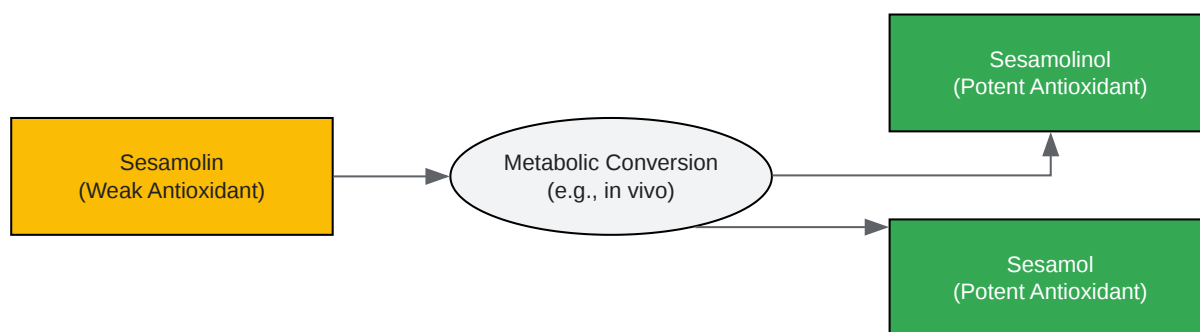 Sesamolin
(Weak Antioxidant)
Metabolic Conversion
(e.g., in vivo)
Sesamolinol
(Potent Antioxidant)
Sesamol
(Potent Antioxidant)